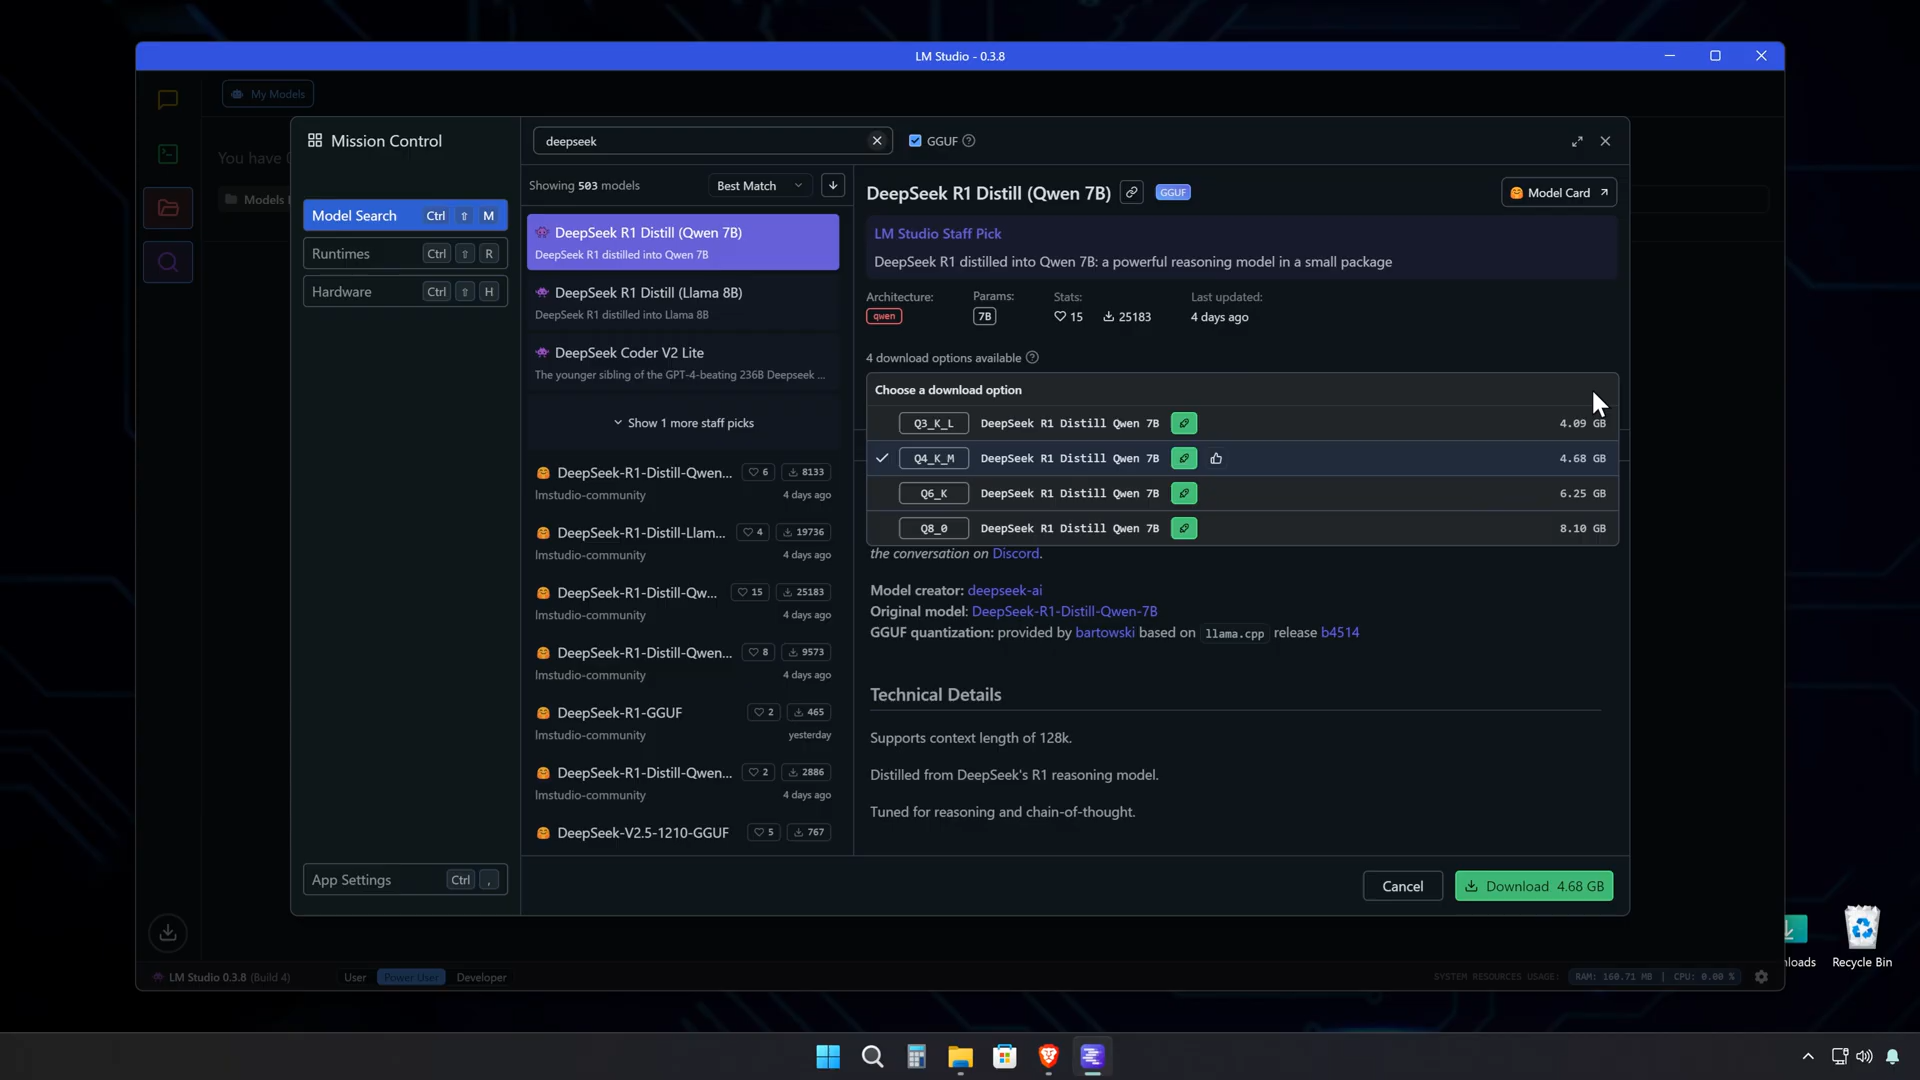 LM Studio - 0.3.8
My Models
You have
Models
Mission Control
Model Search Ctrl ⇧ M
Runtimes Ctrl ⇧ R
Hardware Ctrl ⇧ H
App Settings Ctrl ,
deepseek
GGUF
Showing 503 models
Best Match
DeepSeek R1 Distill (Qwen 7B)
DeepSeek R1 distilled into Qwen 7B
DeepSeek R1 Distill (Llama 8B)
DeepSeek R1 distilled into Llama 8B
DeepSeek Coder V2 Lite
The younger sibling of the GPT-4-beating 236B Deepseek ...
Show 1 more staff picks
DeepSeek-R1-Distill-Qwen... 6 8133
lmstudio-community 4 days ago
DeepSeek-R1-Distill-Llam... 4 19736
lmstudio-community 4 days ago
DeepSeek-R1-Distill-Qw... 15 25183
lmstudio-community 4 days ago
DeepSeek-R1-Distill-Qwen... 8 9573
lmstudio-community 4 days ago
DeepSeek-R1-GGUF 2 465
lmstudio-community yesterday
DeepSeek-R1-Distill-Qwen... 2 2886
lmstudio-community 4 days ago
DeepSeek-V2.5-1210-GGUF 5 767
DeepSeek R1 Distill (Qwen 7B) GGUF
Model Card
LM Studio Staff Pick
DeepSeek R1 distilled into Qwen 7B: a powerful reasoning model in a small package
Architecture: Params: Stats: Last updated:
qwen 7B 15 25183 4 days ago
4 download options available
Choose a download option
Q3_K_L DeepSeek R1 Distill Qwen 7B 4.09 GB
Q4_K_M DeepSeek R1 Distill Qwen 7B 4.68 GB
Q6_K DeepSeek R1 Distill Qwen 7B 6.25 GB
Q8_0 DeepSeek R1 Distill Qwen 7B 8.10 GB
the conversation on Discord.
Model creator: deepseek-ai
Original model: DeepSeek-R1-Distill-Qwen-7B
GGUF quantization: provided by bartowski based on llama.cpp release b4514
Technical Details
Supports context length of 128k.
Distilled from DeepSeek's R1 reasoning model.
Tuned for reasoning and chain-of-thought.
Cancel
Download 4.68 GB
LM Studio 0.3.8 (Build 4)
User Power User Developer
SYSTEM RESOURCES USAGE: RAM: 160.71 MB | CPU: 0.00 %
nloads
Recycle Bin